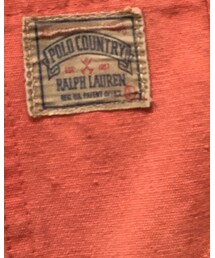 POLO COUNTRY
RALPH LAUREN
REG. U.S. PATENT OFFICE